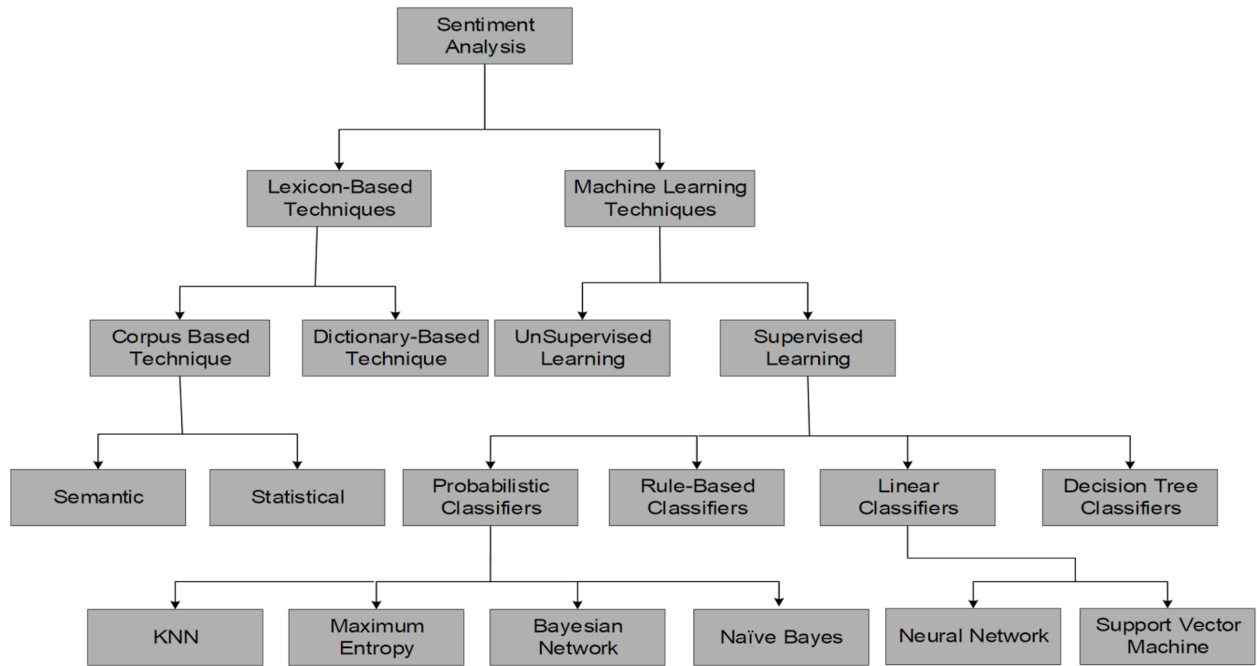 Sentiment
Analysis
Lexicon-Based
Techniques
Machine Learning
Techniques
Corpus Based
Technique
Dictionary-Based
Technique
UnSupervised
Learning
Supervised
Learning
Semantic
Statistical
Probabilistic
Classifiers
Rule-Based
Classifiers
Linear
Classifiers
Decision Tree
Classifiers
KNN
Maximum
Entropy
Bayesian
Network
Naïve Bayes
Neural Network
Support Vector
Machine